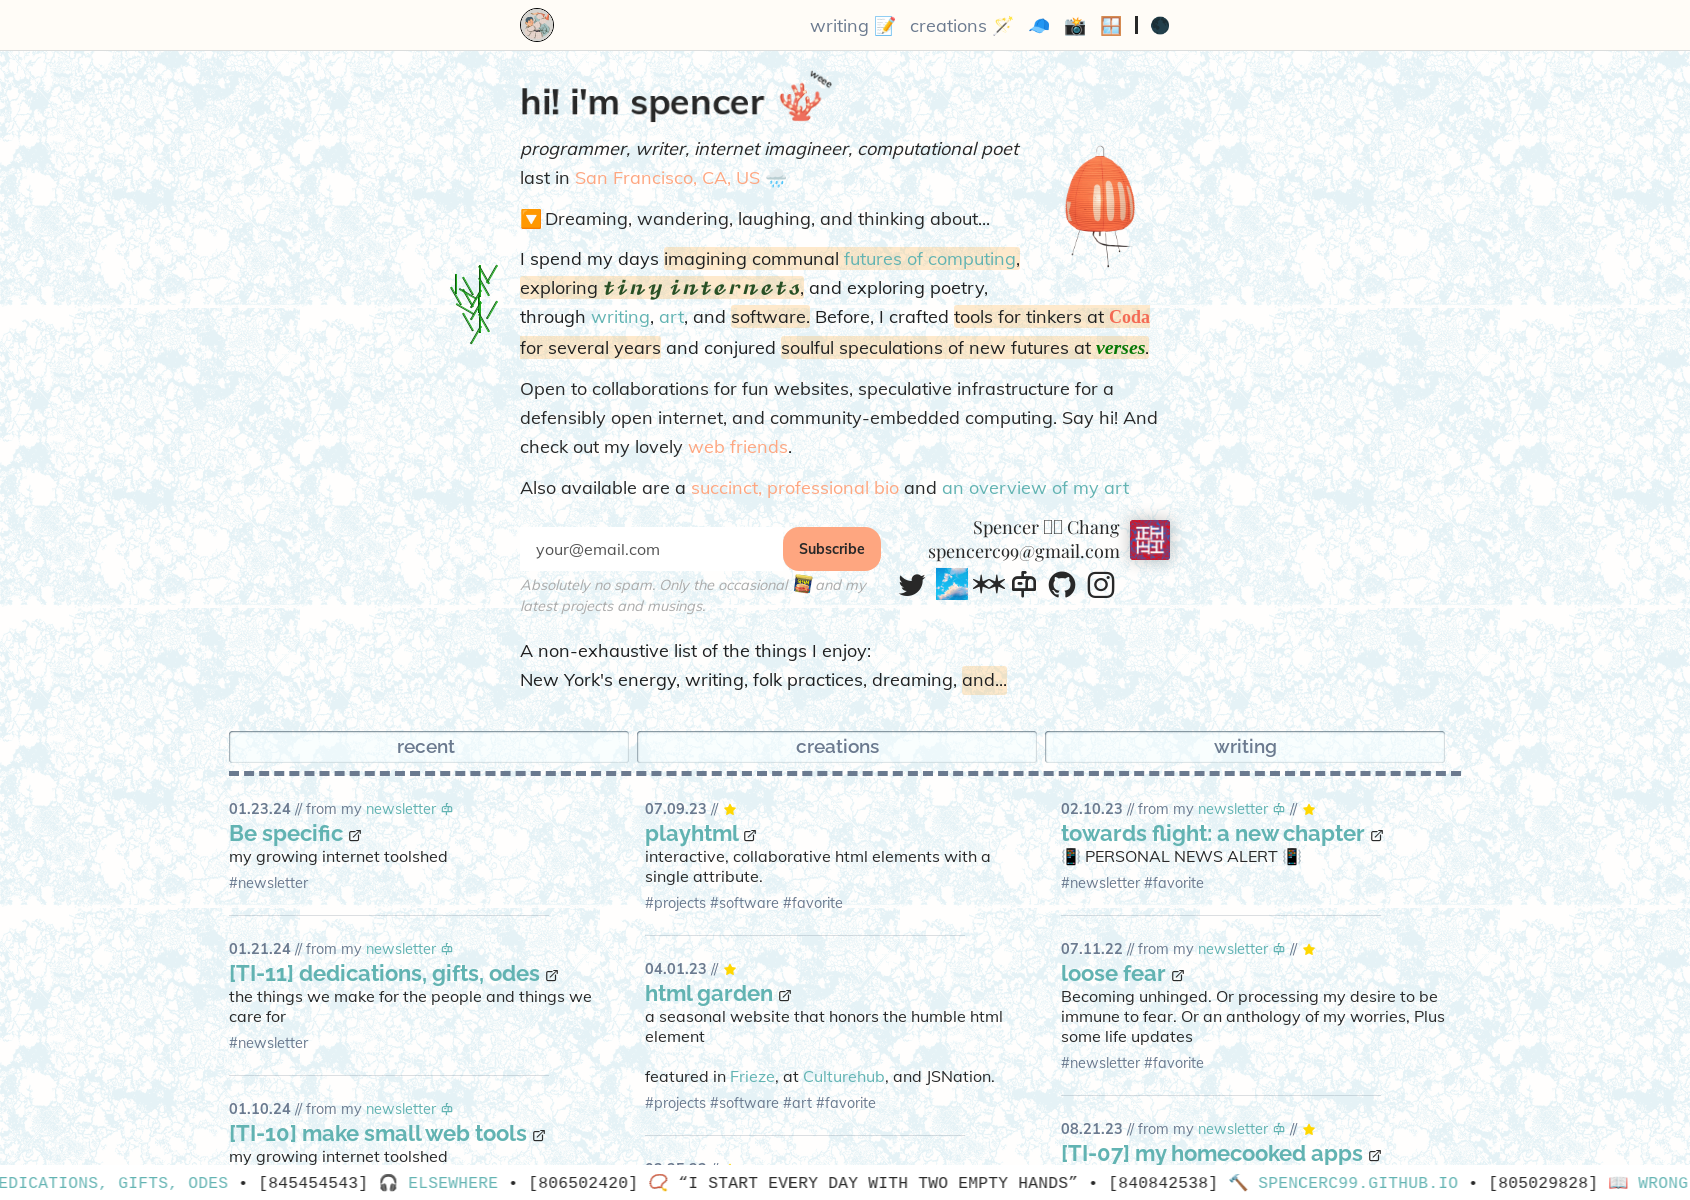 writing 📝 creations 🪄 🧢 📸 🪟 | 🌑
hi! i'm spencer
weee
programmer, writer, internet imagineer, computational poet
last in San Francisco, CA, US 🌧️
🔽 Dreaming, wandering, laughing, and thinking about...
I spend my days imagining communal futures of computing,
exploring tiny internets, and exploring poetry,
through writing, art, and software. Before, I crafted tools for tinkers at Coda
for several years and conjured soulful speculations of new futures at verses.
Open to collaborations for fun websites, speculative infrastructure for a
defensibly open internet, and community-embedded computing. Say hi! And
check out my lovely web friends.
Also available are a succinct, professional bio and an overview of my art
your@email.com
Subscribe
Absolutely no spam. Only the occasional and my
latest projects and musings.
Spencer Chang
spencerc99@gmail.com
A non-exhaustive list of the things I enjoy:
New York's energy, writing, folk practices, dreaming, and...
recent
creations
writing
01.23.24 // from my newsletter
Be specific
my growing internet toolshed
#newsletter
01.21.24 // from my newsletter
[TI-11] dedications, gifts, odes
the things we make for the people and things we
care for
#newsletter
01.10.24 // from my newsletter
[TI-10] make small web tools
my growing internet toolshed
07.09.23 // ⭐
playhtml
interactive, collaborative html elements with a
single attribute.
#projects #software #favorite
04.01.23 // ⭐
html garden
a seasonal website that honors the humble html
element
featured in Frieze, at Culturehub, and JSNation.
#projects #software #art #favorite
02.10.23 // from my newsletter // ⭐
towards flight: a new chapter
📳 PERSONAL NEWS ALERT 📳
#newsletter #favorite
07.11.22 // from my newsletter // ⭐
loose fear
Becoming unhinged. Or processing my desire to be
immune to fear. Or an anthology of my worries, Plus
some life updates
#newsletter #favorite
08.21.23 // from my newsletter // ⭐
[TI-07] my homecooked apps
EDICATIONS, GIFTS, ODES • [845454543] 🎧 ELSEWHERE • [806502420] 📿 “I START EVERY DAY WITH TWO EMPTY HANDS” • [840842538] 🔨 SPENCERC99.GITHUB.IO • [805029828] 📖 WRONG